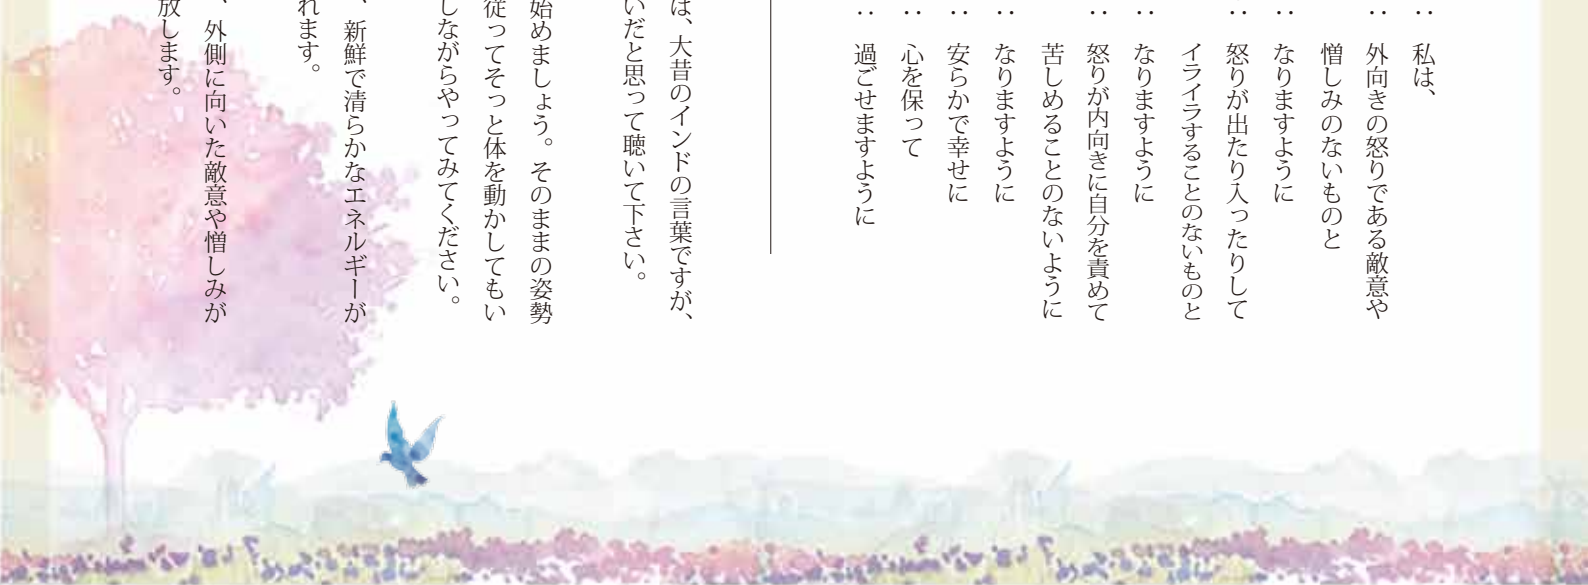 ： 私は、
： 外向きの怒りである敵意や
憎しみのないものと
： なりますように
： 怒りが出たり入ったりして
イライラすることのないものと
： なりますように
： 怒りが内向きに自分を責めて
苦しめることのないように
： なりますように
： 安らかで幸せに
： 心を保って
： 過ごせますように
は、大昔のインドの言葉ですが、
いだと思って聴いて下さい。
始めましょう。そのままの姿勢
従ってそっと体を動かしてもい
しながらやってみてください。
、新鮮で清らかなエネルギーが
れます。
、外側に向いた敵意や憎しみが
放します。